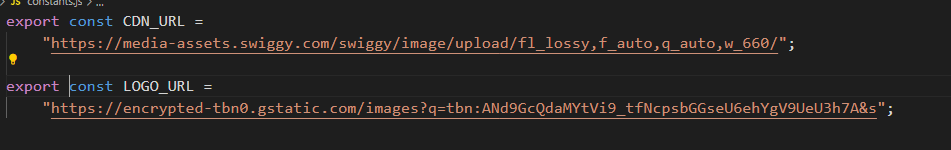 JS constants.js > ...
export const CDN_URL =
"https://media-assets.swiggy.com/swiggy/image/upload/fl_lossy,f_auto,q_auto,w_660/";
export const LOGO_URL =
"https://encrypted-tbn0.gstatic.com/images?q=tbn:ANd9GcQdaMYtVi9_tfNcpsbGGseU6ehYgV9UeU3h7A&s";